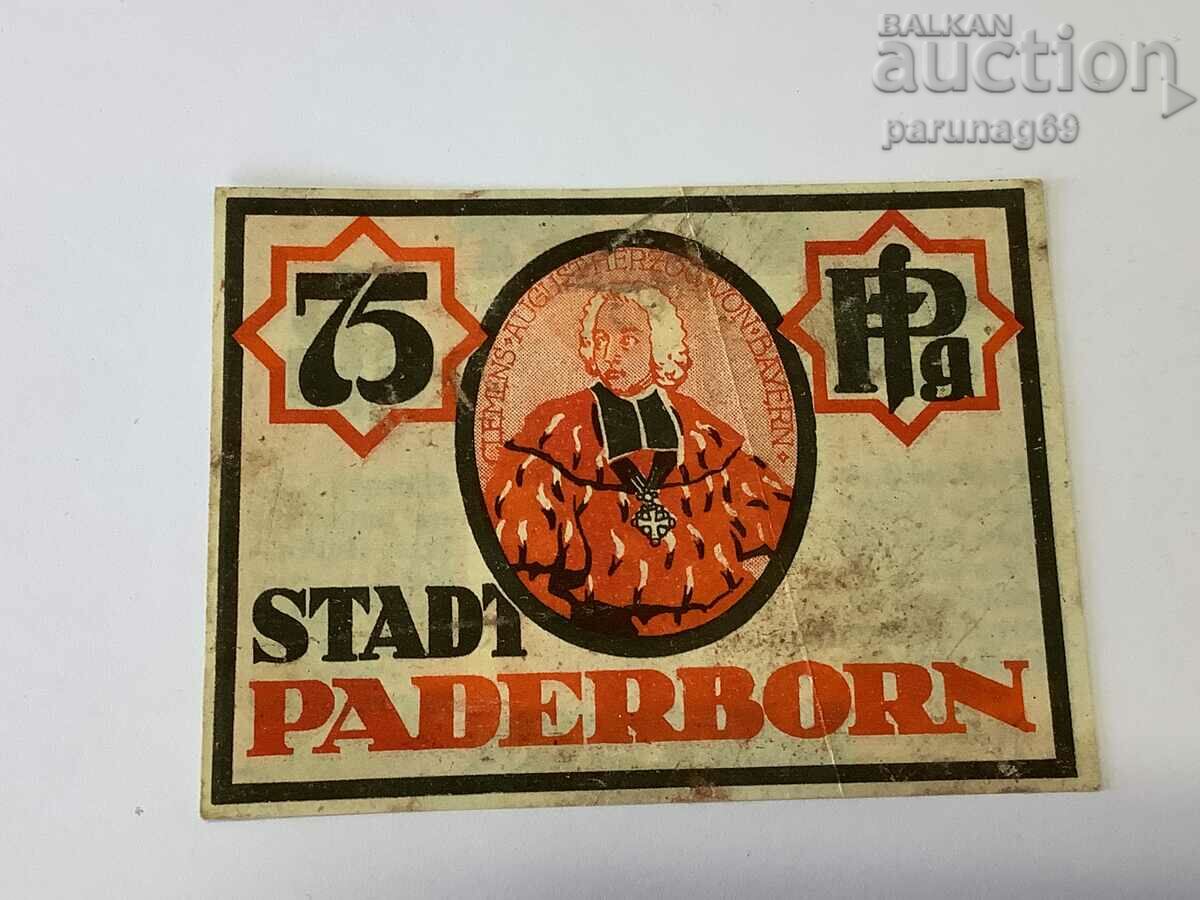 BALKAN
auction
parunag69
75
Pfg
CLEMENS·AUGUST·HERZOG·VON·BAYERN·
STADT
PADERBORN